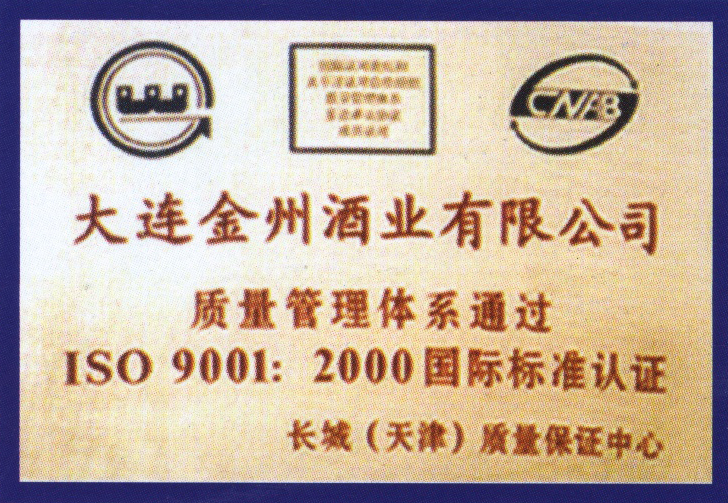 CNAB
大连金州酒业有限公司
质量管理体系通过
ISO 9001: 2000国际标准认证
长城（天津）质量保证中心